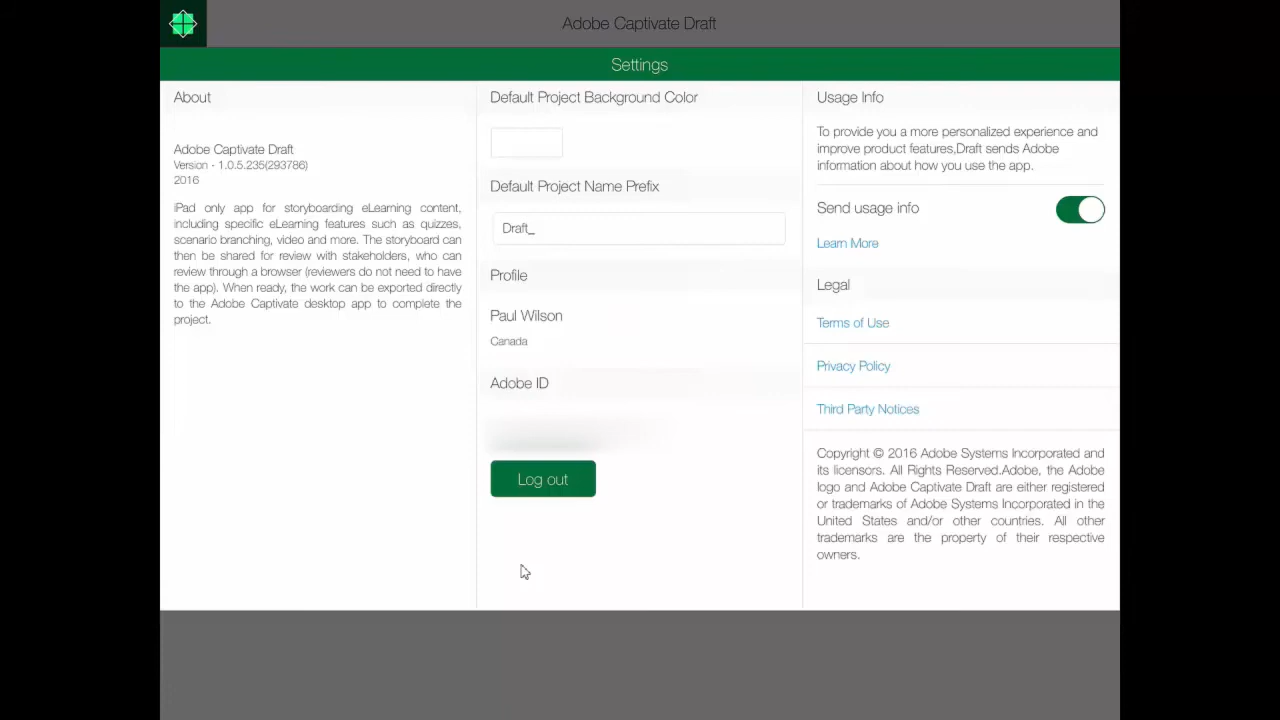 Adobe Captivate Draft
Settings
About
Adobe Captivate Draft
Version - 1.0.5.235(293786)
2016
iPad only app for storyboarding eLearning content,
including specific eLearning features such as quizzes,
scenario branching, video and more. The storyboard can
then be shared for review with stakeholders, who can
review through a browser (reviewers do not need to have
the app). When ready, the work can be exported directly
to the Adobe Captivate desktop app to complete the
project.
Default Project Background Color
Default Project Name Prefix
Draft_
Profile
Paul Wilson
Canada
Adobe ID
Log out
Usage Info
To provide you a more personalized experience and
improve product features,Draft sends Adobe
information about how you use the app.
Send usage info
Learn More
Legal
Terms of Use
Privacy Policy
Third Party Notices
Copyright © 2016 Adobe Systems Incorporated and
its licensors. All Rights Reserved.Adobe, the Adobe
logo and Adobe Captivate Draft are either registered
or trademarks of Adobe Systems Incorporated in the
United States and/or other countries. All other
trademarks are the property of their respective
owners.